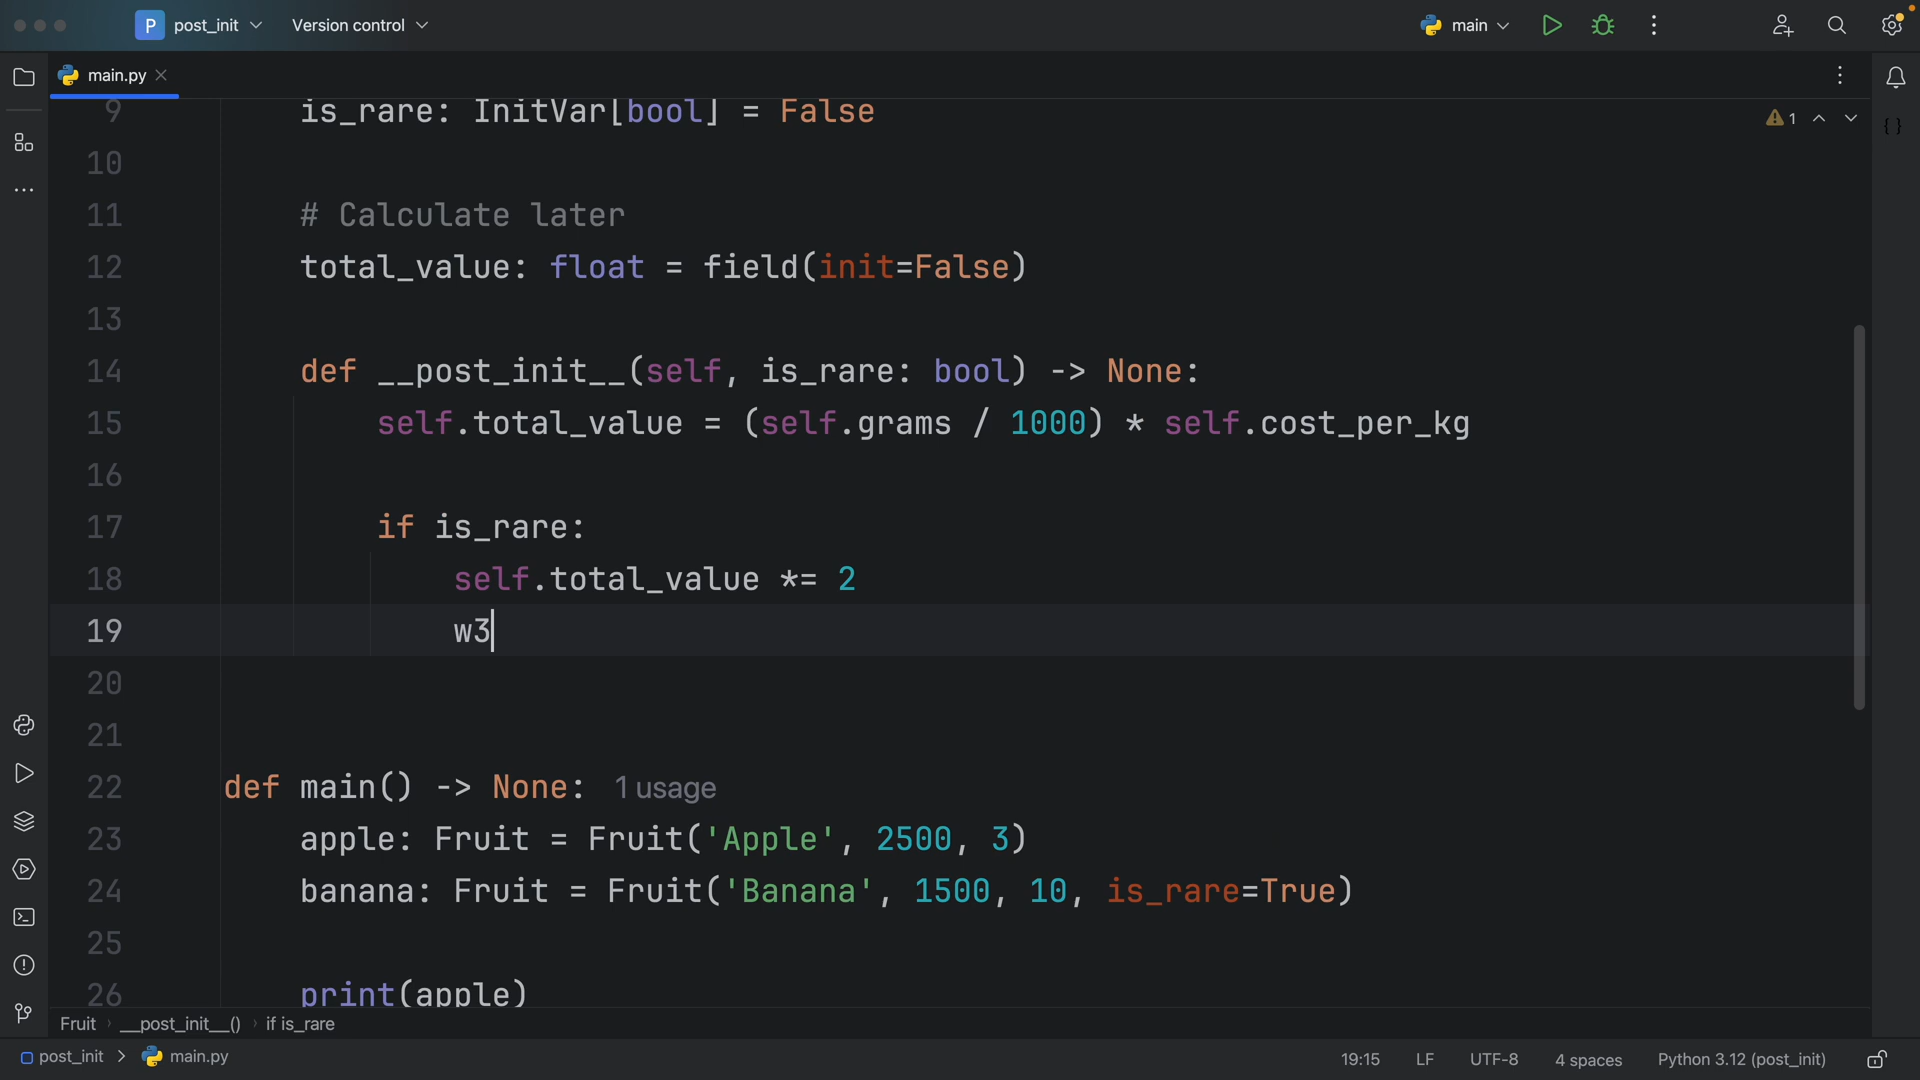 P post_init Version control main
main.py
1
9 is_rare: InitVar[bool] = False
10
11 # Calculate later
12 total_value: float = field(init=False)
13
14 def __post_init__(self, is_rare: bool) -> None:
15 self.total_value = (self.grams / 1000) * self.cost_per_kg
16
17 if is_rare:
18 self.total_value *= 2
19 w3
20
21
22 def main() -> None: 1 usage
23 apple: Fruit = Fruit('Apple', 2500, 3)
24 banana: Fruit = Fruit('Banana', 1500, 10, is_rare=True)
25
26 print(apple)
Fruit › __post_init__() › if is_rare
post_init > main.py 19:15 LF UTF-8 4 spaces Python 3.12 (post_init)